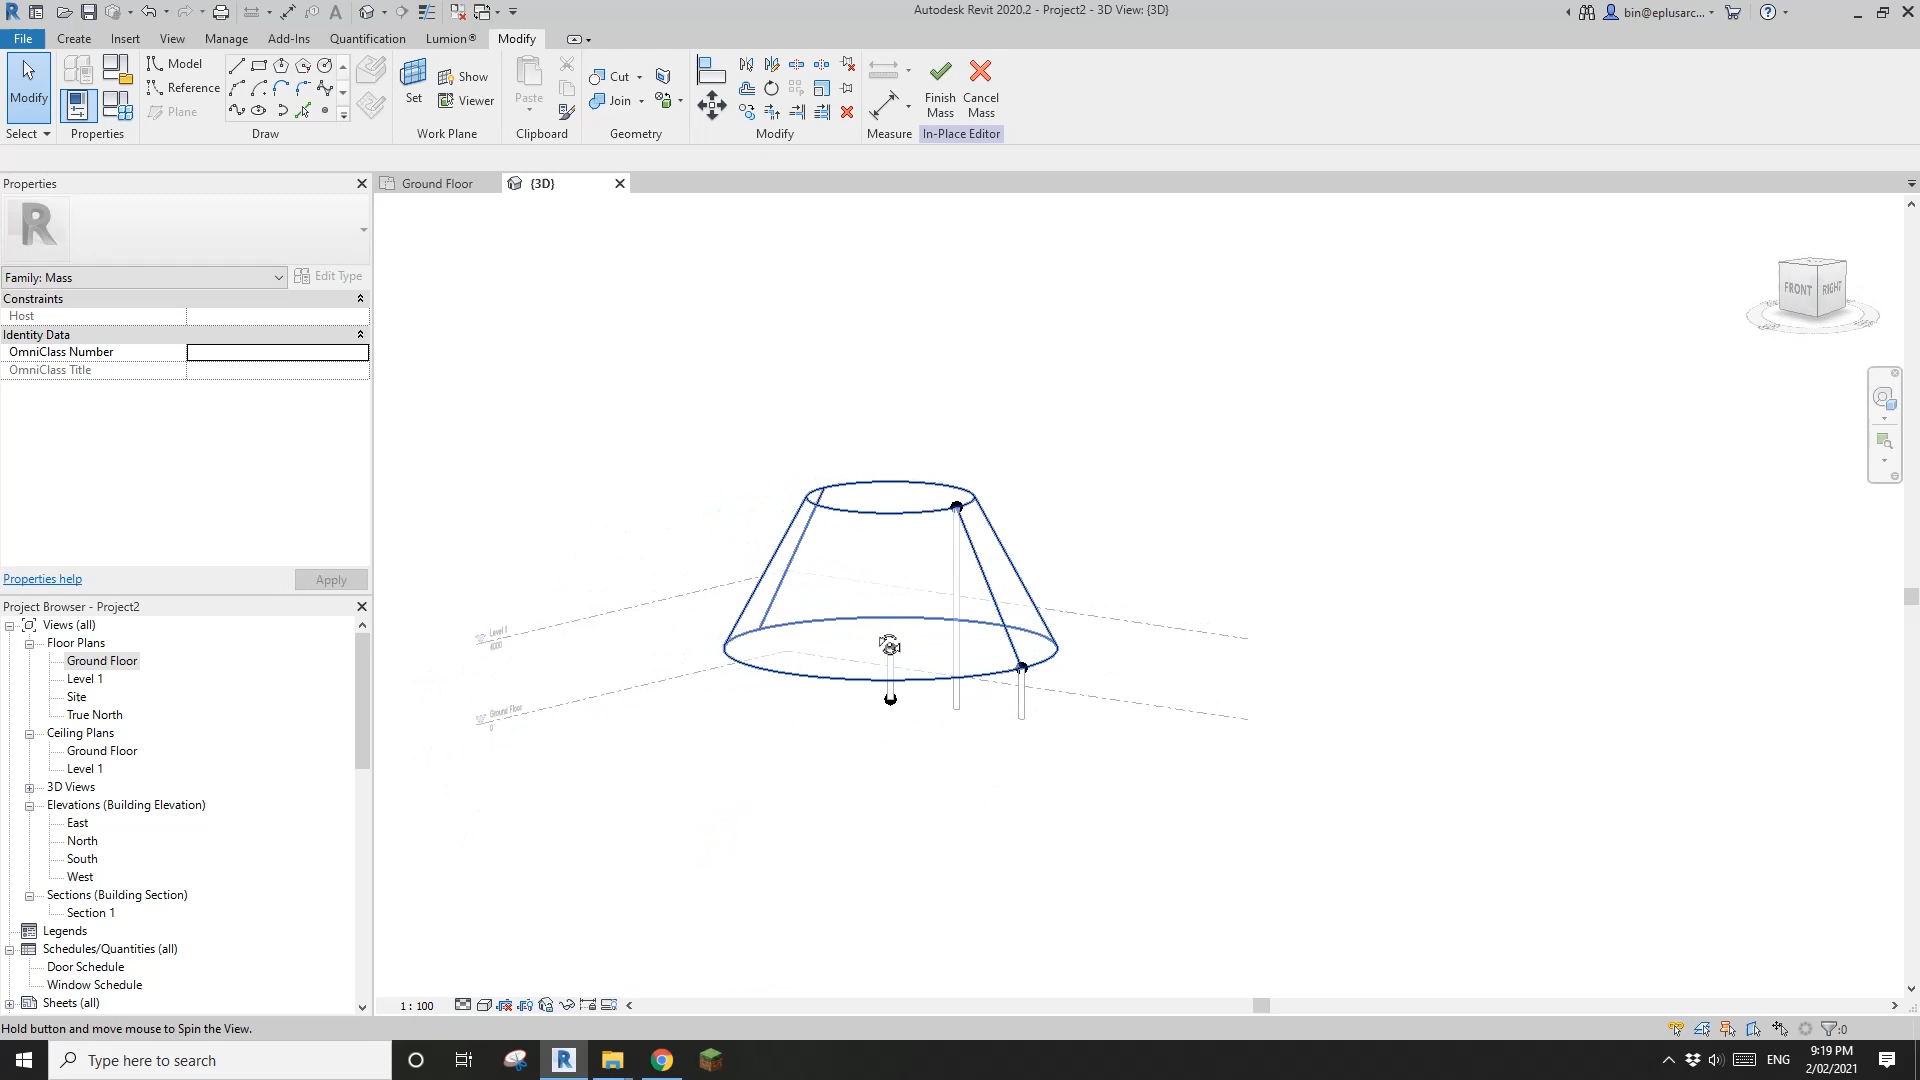 Autodesk Revit 2020.2 - Project2 - 3D View: {3D}
bin@eplusarc...
File Create Insert View Manage Add-Ins Quantification Lumion® Modify
Modify
Select
Properties
Model
Reference
Plane
Draw
Set
Show
Viewer
Work Plane
Paste
Clipboard
Cut
Join
Geometry
Modify
Measure
Finish Mass
Cancel Mass
In-Place Editor
Properties
Family: Mass
Edit Type
Constraints
Host
Identity Data
OmniClass Number
OmniClass Title
Properties help
Apply
Ground Floor
{3D}
FRONT
RIGHT
Level 1
4000
Ground Floor
0
Project Browser - Project2
Views (all)
Floor Plans
Ground Floor
Level 1
Site
True North
Ceiling Plans
Ground Floor
Level 1
3D Views
Elevations (Building Elevation)
East
North
South
West
Sections (Building Section)
Section 1
Legends
Schedules/Quantities (all)
Door Schedule
Window Schedule
Sheets (all)
1 : 100
Hold button and move mouse to Spin the View.
:0
Type here to search
ENG
9:19 PM
2/02/2021